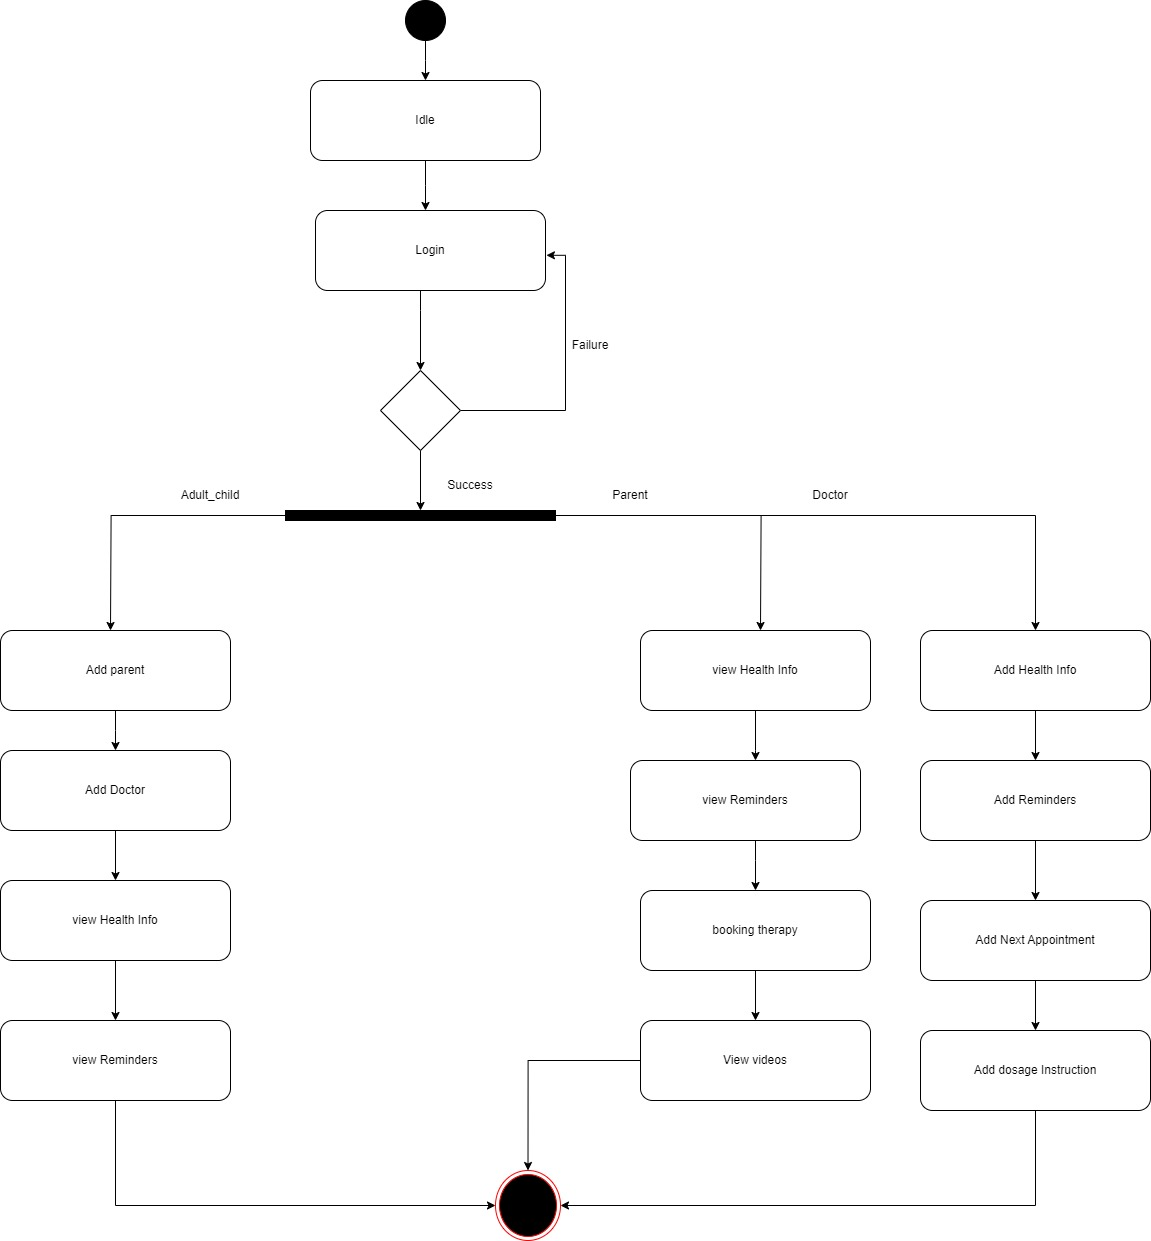 Idle
Login
Failure
Success
Adult_child
Parent
Doctor
Add parent
view Health Info
Add Health Info
Add Doctor
view Reminders
Add Reminders
view Health Info
booking therapy
Add Next Appointment
view Reminders
View videos
Add dosage Instruction